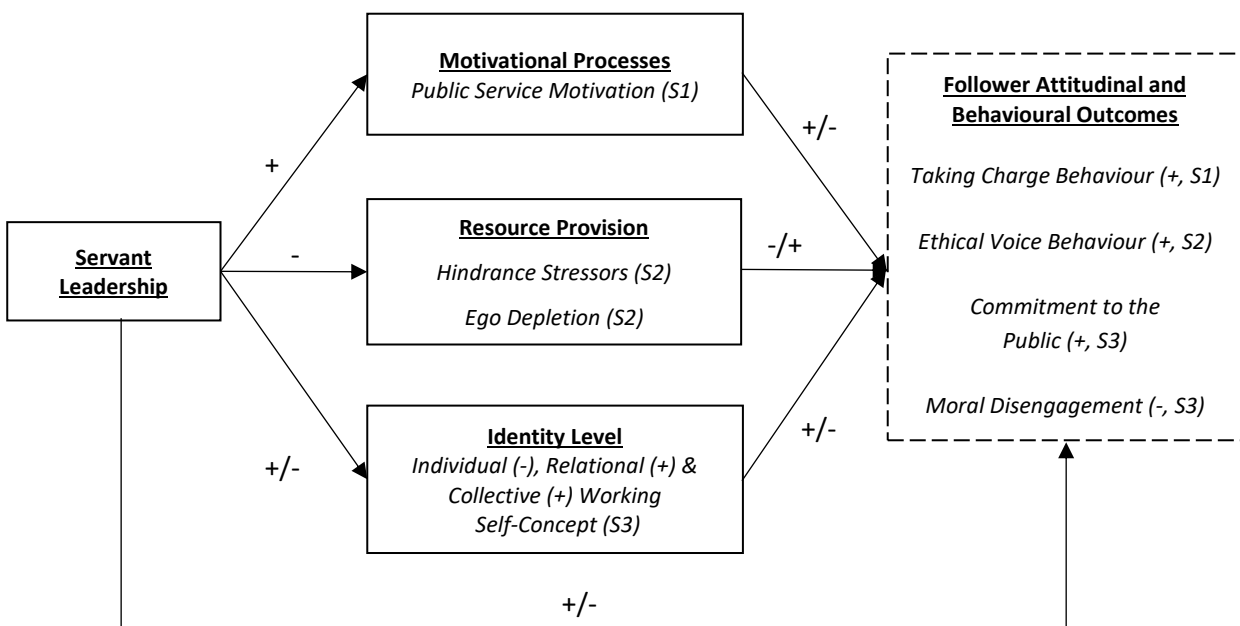 Motivational Processes
Public Service Motivation (S1)
Follower Attitudinal and
Behavioural Outcomes
+/-
+
Taking Charge Behaviour (+, S1)
Servant
Leadership
-
Resource Provision
Hindrance Stressors (S2)
Ego Depletion (S2)
-/+
Ethical Voice Behaviour (+, S2)
Commitment to the
Public (+, S3)
Moral Disengagement (-, S3)
+/-
Identity Level
Individual (-), Relational (+) &
Collective (+) Working
Self-Concept (S3)
+/-
+/-